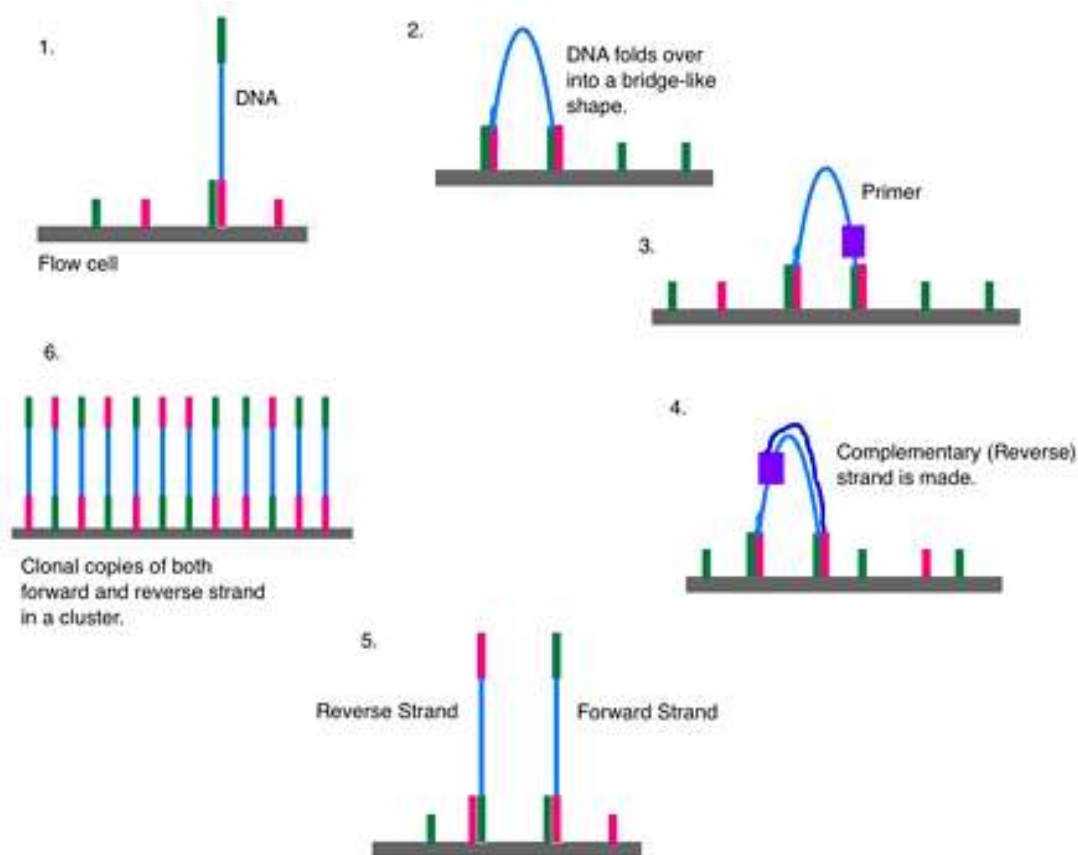 1.
DNA
Flow cell
2.
DNA folds over
into a bridge-like
shape.
3.
Primer
4.
Complementary (Reverse)
strand is made.
5.
Reverse Strand
Forward Strand
6.
Clonal copies of both
forward and reverse strand
in a cluster.